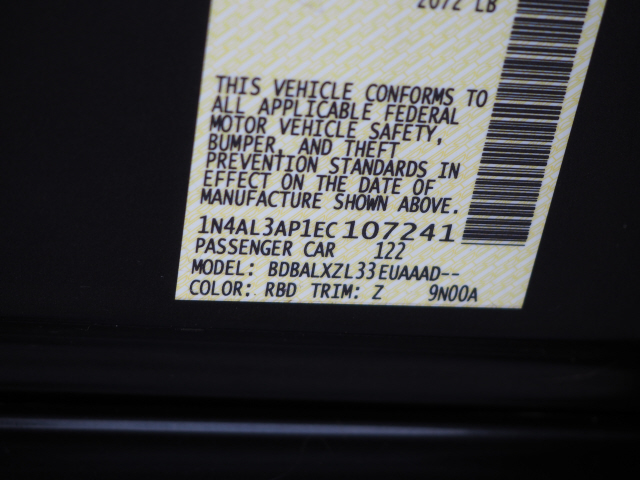 2672 LB
THIS VEHICLE CONFORMS TO
ALL APPLICABLE FEDERAL
MOTOR VEHICLE SAFETY,
BUMPER, AND THEFT
PREVENTION STANDARDS IN
EFFECT ON THE DATE OF
MANUFACTURE SHOWN ABOVE.
1N4AL3AP1EC107241
PASSENGER CAR 122
MODEL: BDBALXZL33EUAAAD--
COLOR: RBD TRIM: Z 9N00A